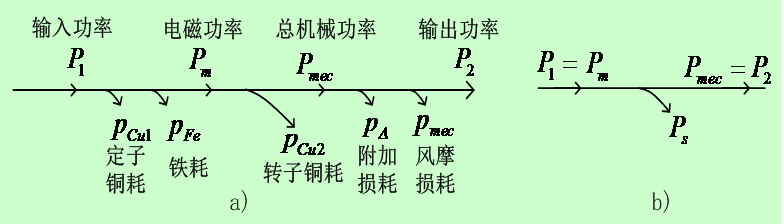 输入功率 电磁功率 总机械功率 输出功率
P1 Pm Pmec P2
pCu1 pFe pCu2 pΔ pmec
定子 铁耗 转子铜耗 附加 风摩
铜耗 损耗 损耗
a)
P1 = Pm Pmec = P2
Ps
b)